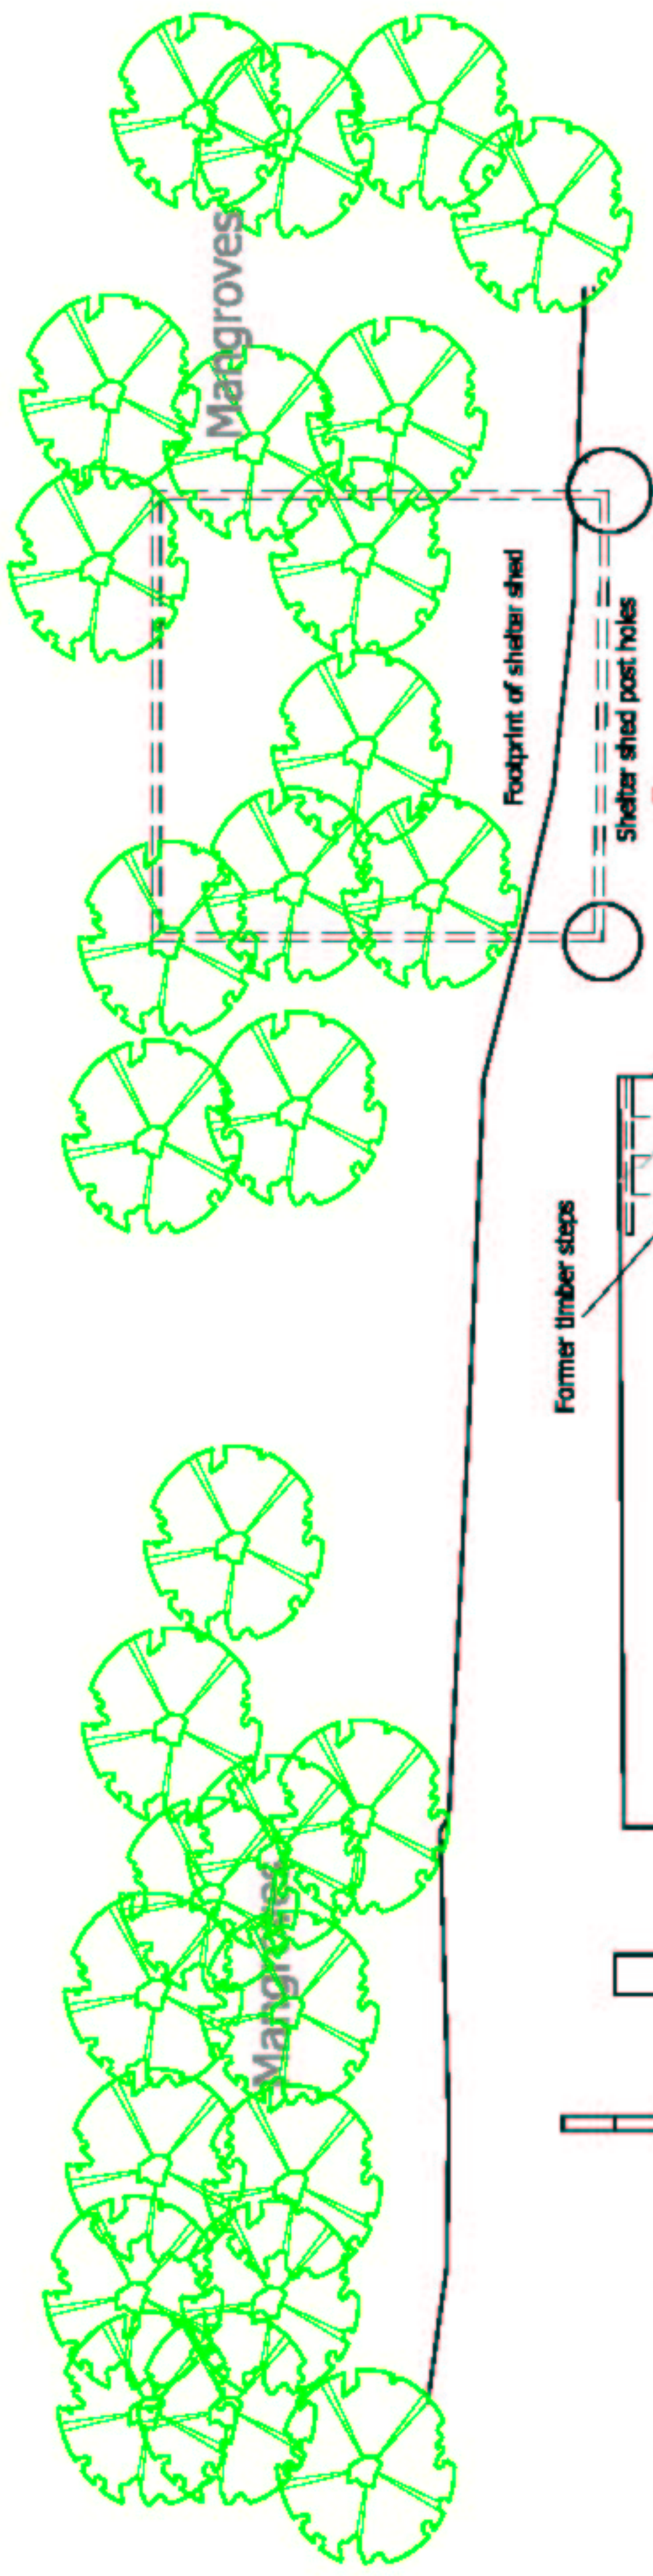 Mangroves
Footprint of shelter shed
Shelter shed post holes
Former timber steps
Mangroves